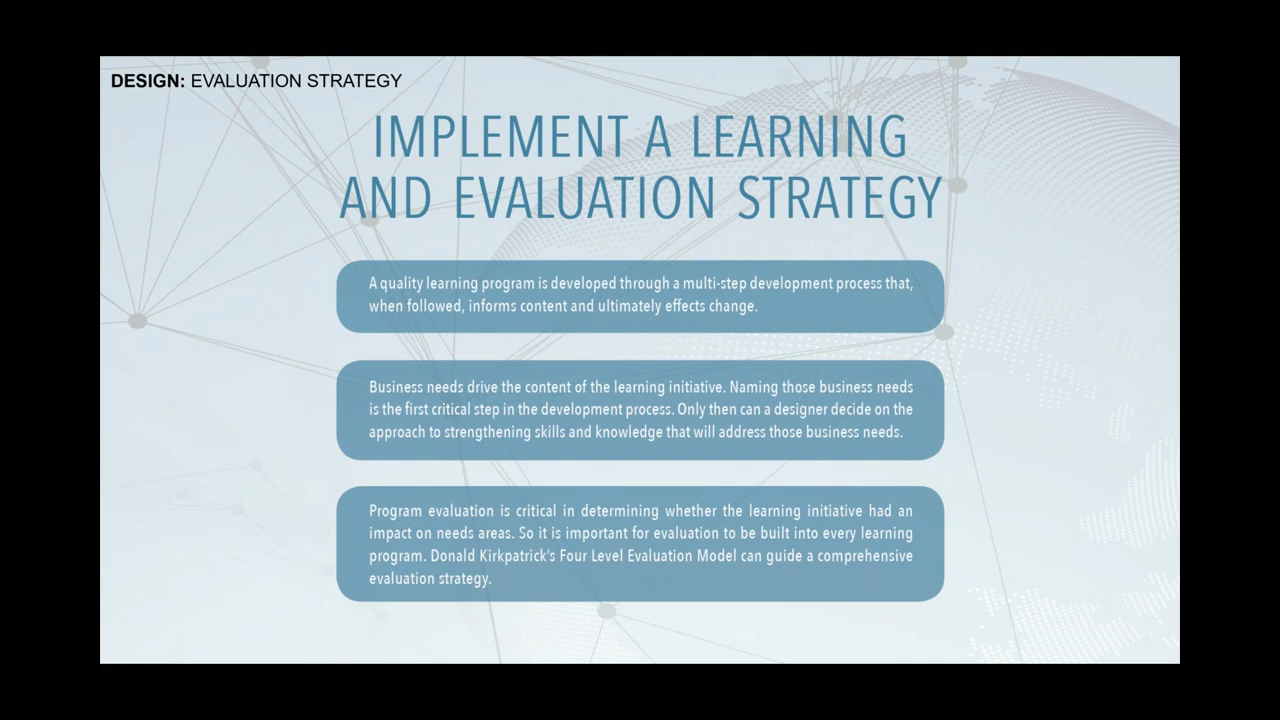 DESIGN: EVALUATION STRATEGY
IMPLEMENT A LEARNING
AND EVALUATION STRATEGY
A quality learning program is developed through a multi-step development process that,
when followed, informs content and ultimately effects change.
Business needs drive the content of the learning initiative. Naming those business needs
is the first critical step in the development process. Only then can a designer decide on the
approach to strengthening skills and knowledge that will address those business needs.
Program evaluation is critical in determining whether the learning initiative had an
impact on needs areas. So it is important for evaluation to be built into every learning
program. Donald Kirkpatrick's Four Level Evaluation Model can guide a comprehensive
evaluation strategy.